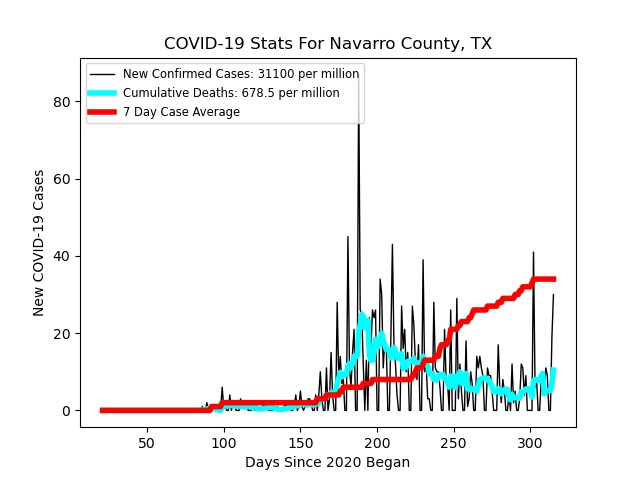 COVID-19 Stats For Navarro County, TX
New Confirmed Cases: 31100 per million
Cumulative Deaths: 678.5 per million
7 Day Case Average
80
60
40
20
0
New COVID-19 Cases
50 100 150 200 250 300
Days Since 2020 Began